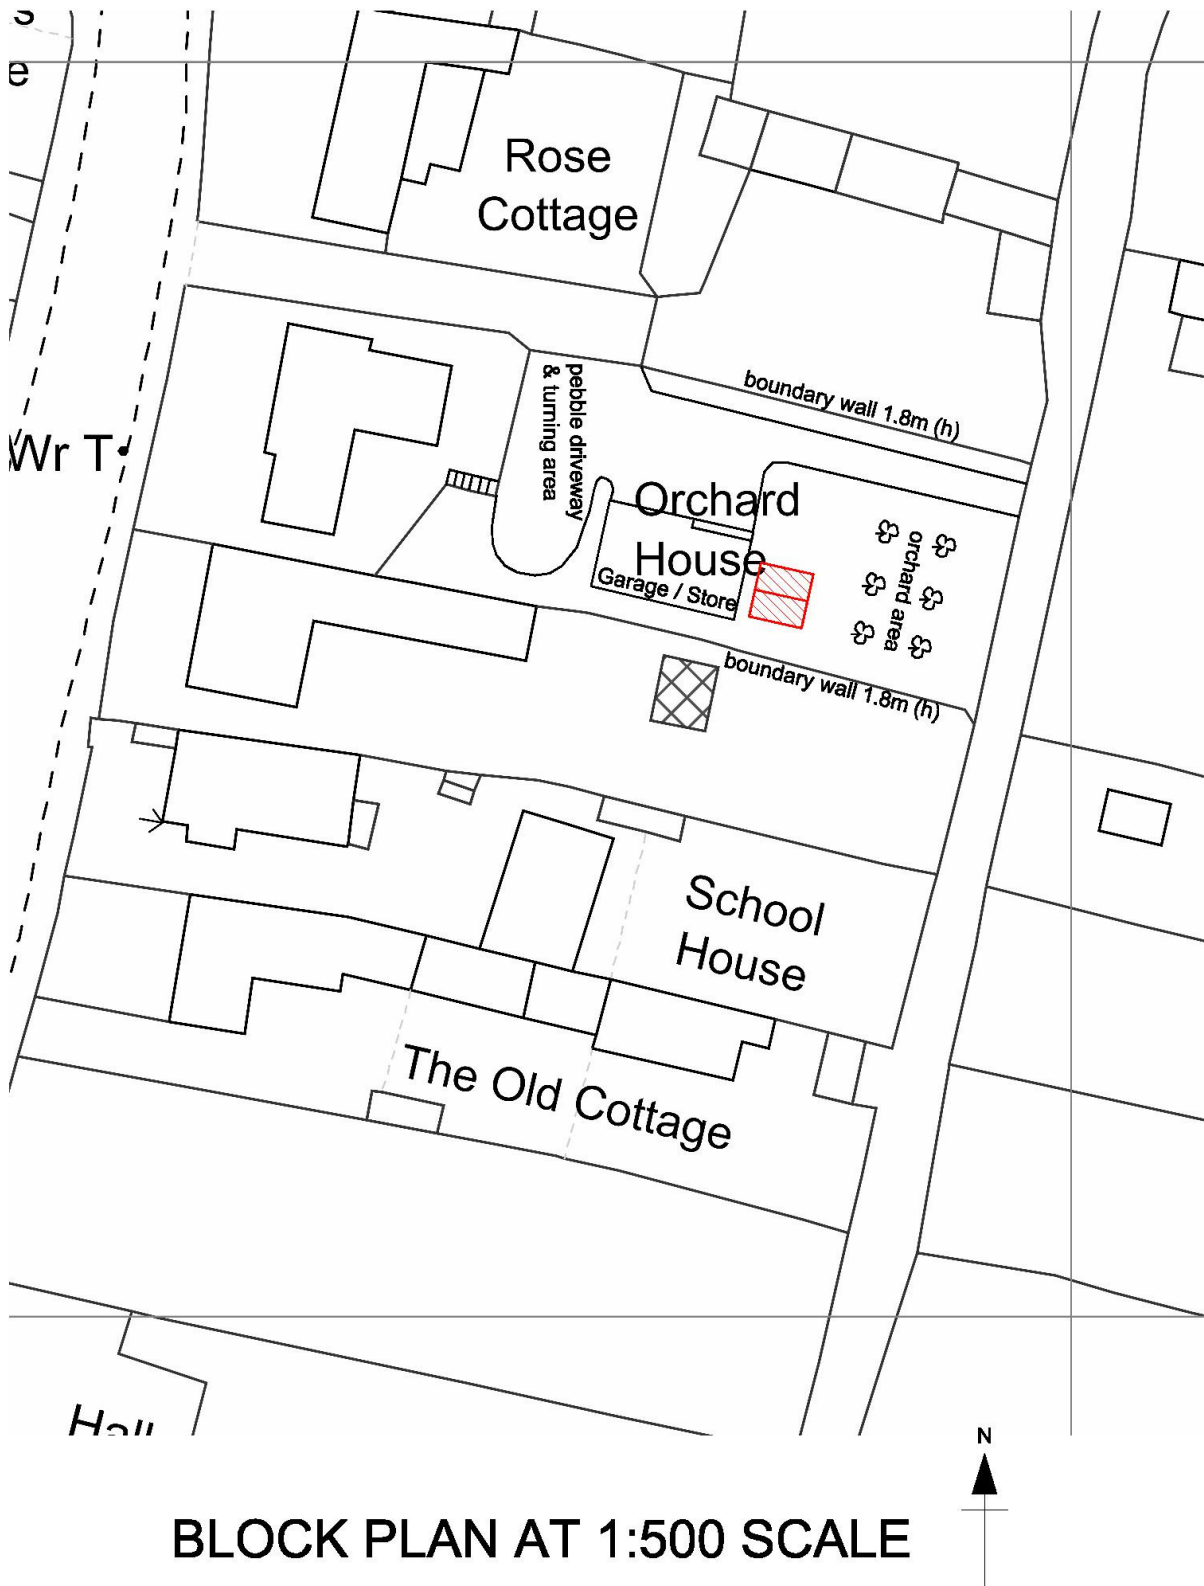 s
e
Rose
Cottage
boundary wall 1.8m (h)
pebble driveway
& turning area
Wr T
Orchard
House
Garage / Store
orchard area
boundary wall 1.8m (h)
School
House
The Old Cottage
Hall
N
BLOCK PLAN AT 1:500 SCALE